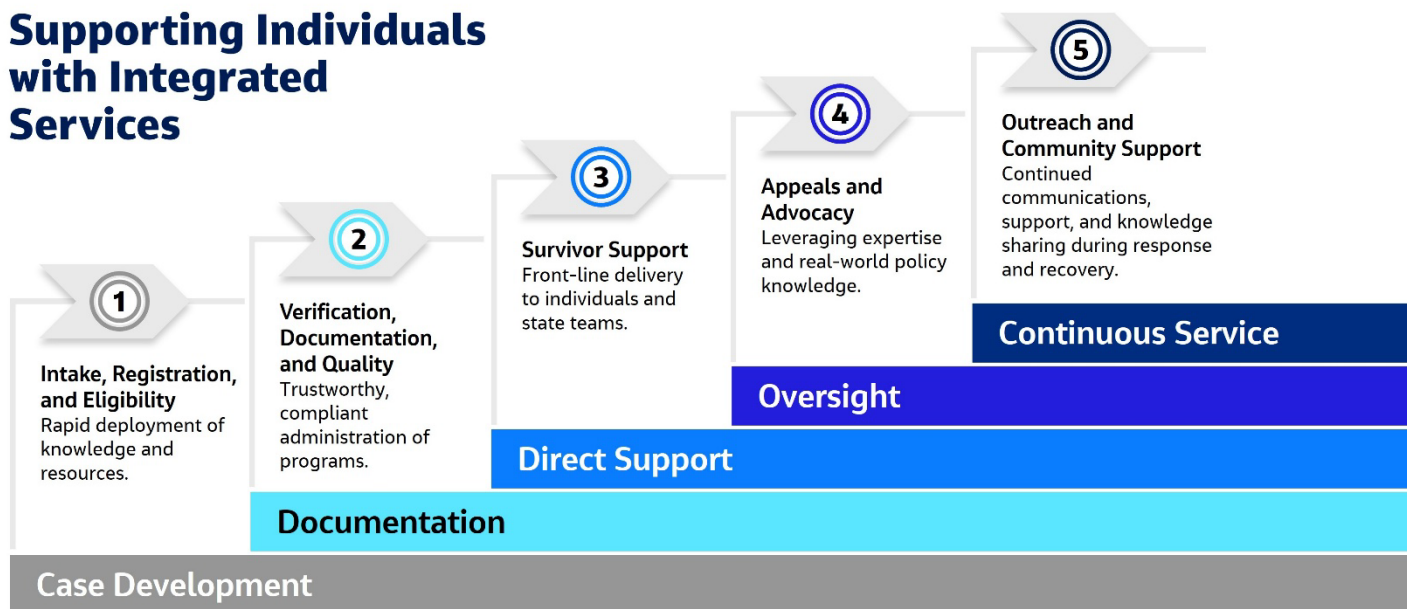 Supporting Individuals
with Integrated
Services
1
Intake, Registration,
and Eligibility
Rapid deployment of
knowledge and
resources.
2
Verification,
Documentation,
and Quality
Trustworthy,
compliant
administration of
programs.
3
Survivor Support
Front-line delivery
to individuals and
state teams.
4
Appeals and
Advocacy
Leveraging expertise
and real-world policy
knowledge.
5
Outreach and
Community Support
Continued
communications,
support, and knowledge
sharing during response
and recovery.
Continuous Service
Oversight
Direct Support
Documentation
Case Development